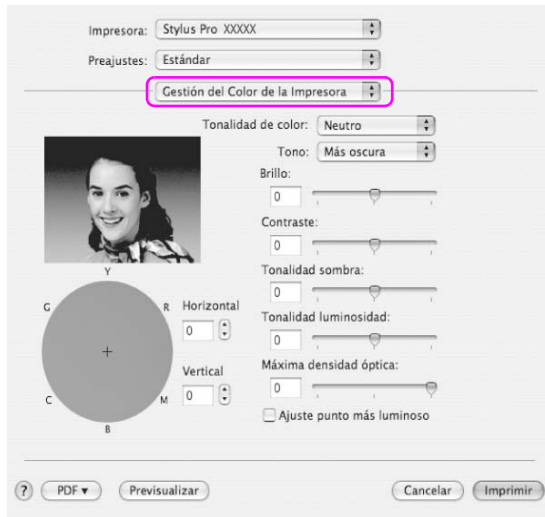 Impresora: Stylus Pro XXXXX
Preajustes: Estándar
Gestión del Color de la Impresora
Tonalidad de color: Neutro
Tono: Más oscura
Brillo:
0
Contraste:
0
Tonalidad sombra:
0
Tonalidad luminosidad:
0
Máxima densidad óptica:
0
Ajuste punto más luminoso
Y
G R
C M
B
Horizontal
0
Vertical
0
? PDF Previsualizar Cancelar Imprimir